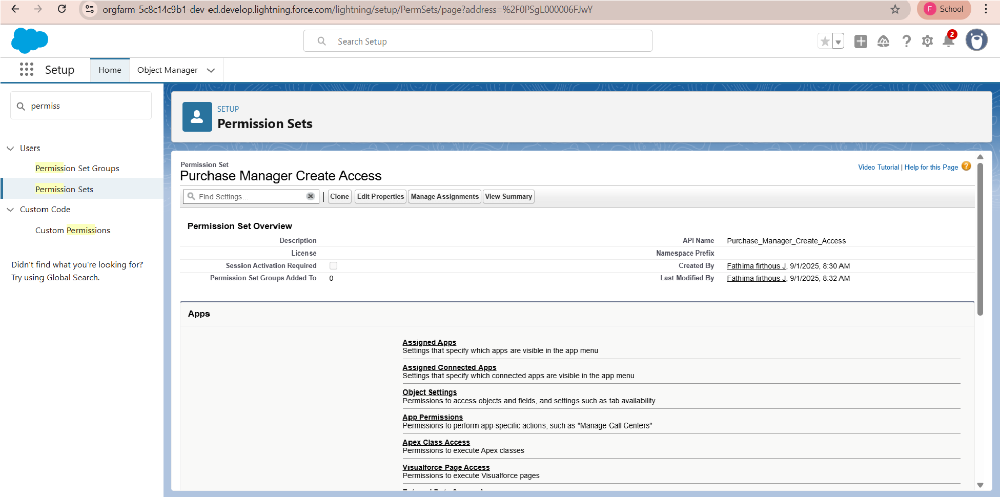 orgfarm-5c8c14c9b1-dev-ed.develop.lightning.force.com/lightning/setup/PermSets/page?address=%2F0PSgL000006FJwY
F School
Search Setup
2
Setup
Home
Object Manager
permiss
Users
Permission Set Groups
Permission Sets
Custom Code
Custom Permissions
Didn't find what you're looking for?
Try using Global Search.
SETUP
Permission Sets
Permission Set
Purchase Manager Create Access
Video Tutorial | Help for this Page ?
Find Settings...
Clone
Edit Properties
Manage Assignments
View Summary
Permission Set Overview
Description
API Name Purchase_Manager_Create_Access
License
Namespace Prefix
Session Activation Required
Created By Fathima firthous J, 9/1/2025, 8:30 AM
Permission Set Groups Added To 0
Last Modified By Fathima firthous J, 9/1/2025, 8:32 AM
Apps
Assigned Apps
Settings that specify which apps are visible in the app menu
Assigned Connected Apps
Settings that specify which connected apps are visible in the app menu
Object Settings
Permissions to access objects and fields, and settings such as tab availability
App Permissions
Permissions to perform app-specific actions, such as "Manage Call Centers"
Apex Class Access
Permissions to execute Apex classes
Visualforce Page Access
Permissions to execute Visualforce pages